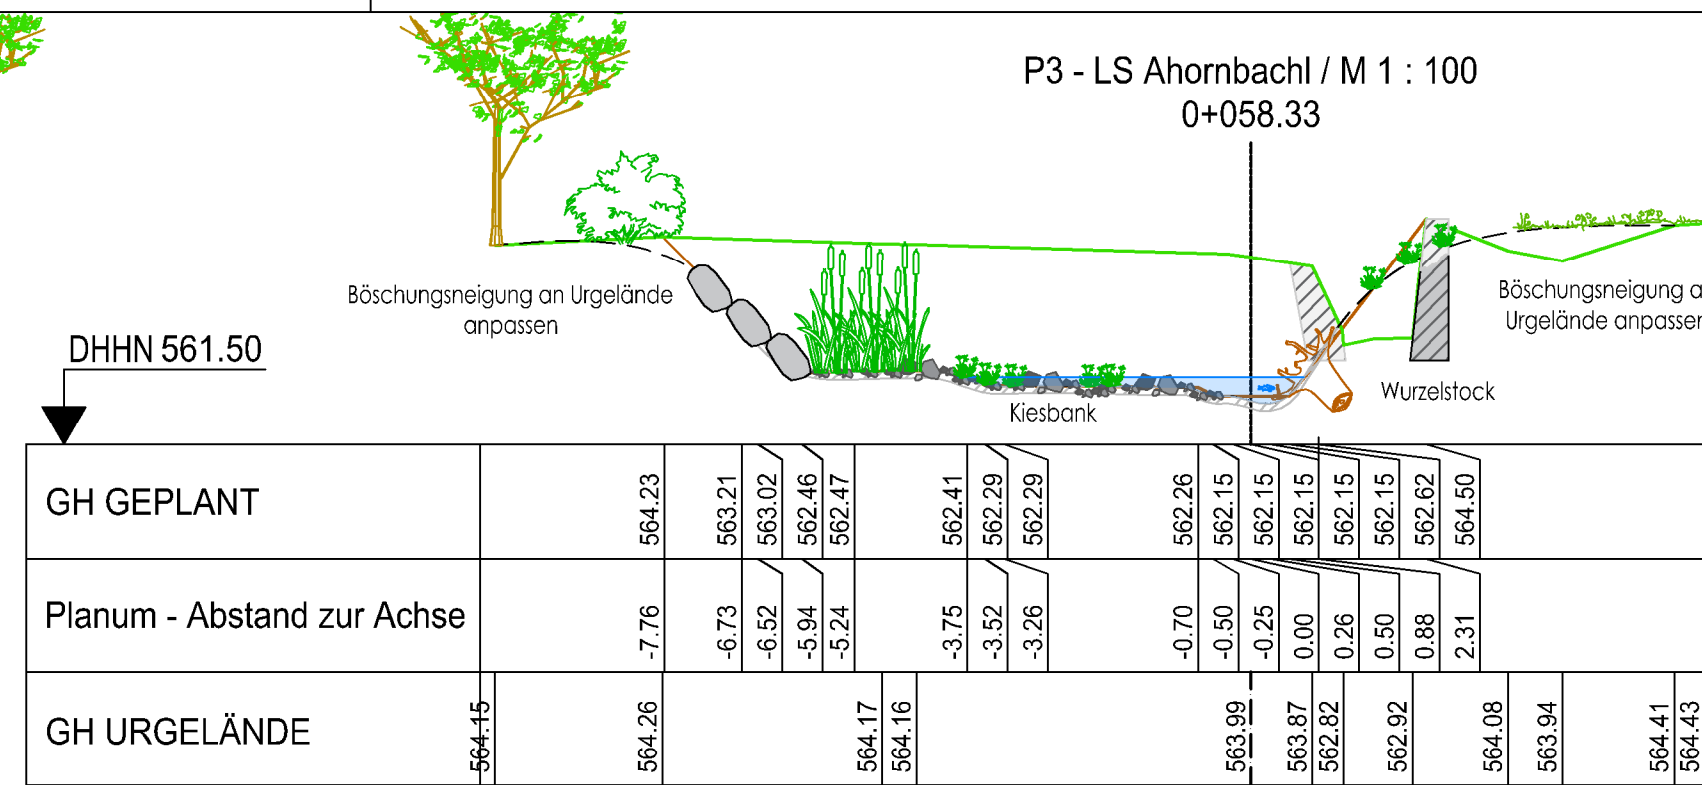 P3 - LS Ahornbachl / M 1 : 100
0+058.33
Böschungsneigung an Urgelände
anpassen
Böschungsneigung a
Urgelände anpassen
DHHN 561.50
Kiesbank
Wurzelstock
GH GEPLANT 564.23 563.21 563.02 562.46 562.47 562.41 562.29 562.29 562.26 562.15 562.15 562.15 562.15 562.15 562.62 564.50
Planum - Abstand zur Achse -7.76 -6.73 -6.52 -5.94 -5.24 -3.75 -3.52 -3.26 -0.70 -0.50 -0.25 0.00 0.26 0.50 0.88 2.31
GH URGELÄNDE 564.15 564.26 564.17 564.16 563.99 563.87 562.82 562.92 564.08 563.94 564.41 564.43